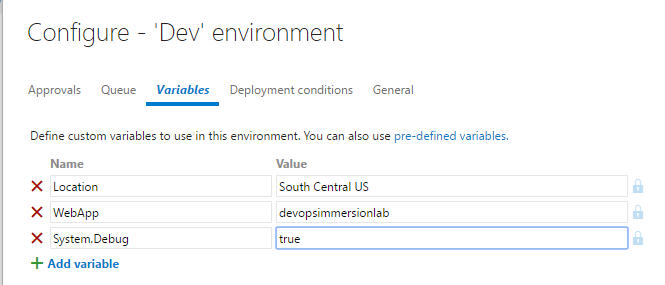 Configure - 'Dev' environment
Approvals Queue Variables Deployment conditions General
Define custom variables to use in this environment. You can also use pre-defined variables.
Name Value
Location South Central US
WebApp devopsimmersionlab
System.Debug true
Add variable